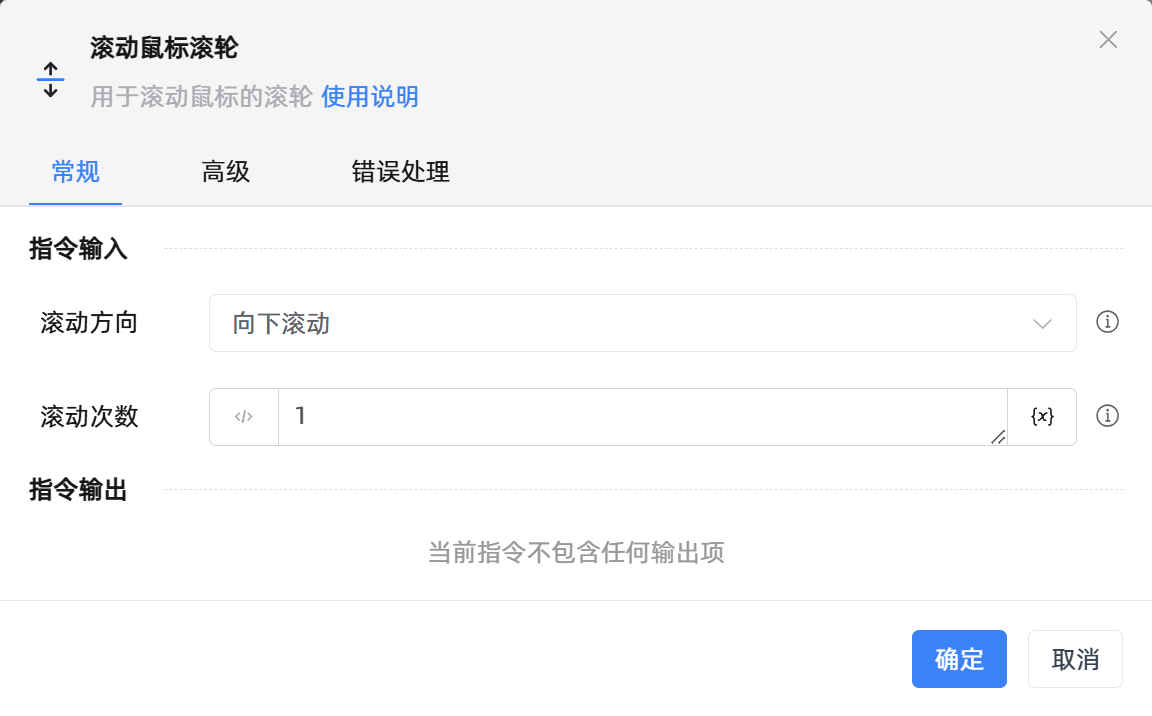 滚动鼠标滚轮
用于滚动鼠标的滚轮 使用说明
常规 高级 错误处理
指令输入
滚动方向 向下滚动
滚动次数 </> 1 {x}
指令输出
当前指令不包含任何输出项
确定 取消